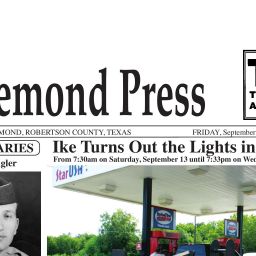 emond Press
MOND, ROBERTSON COUNTY, TEXAS
FRIDAY, September
ARIES
gler
Ike Turns Out the Lights in
From 7:30am on Saturday, September 13 until 7:33pm on Wed
StarUSA